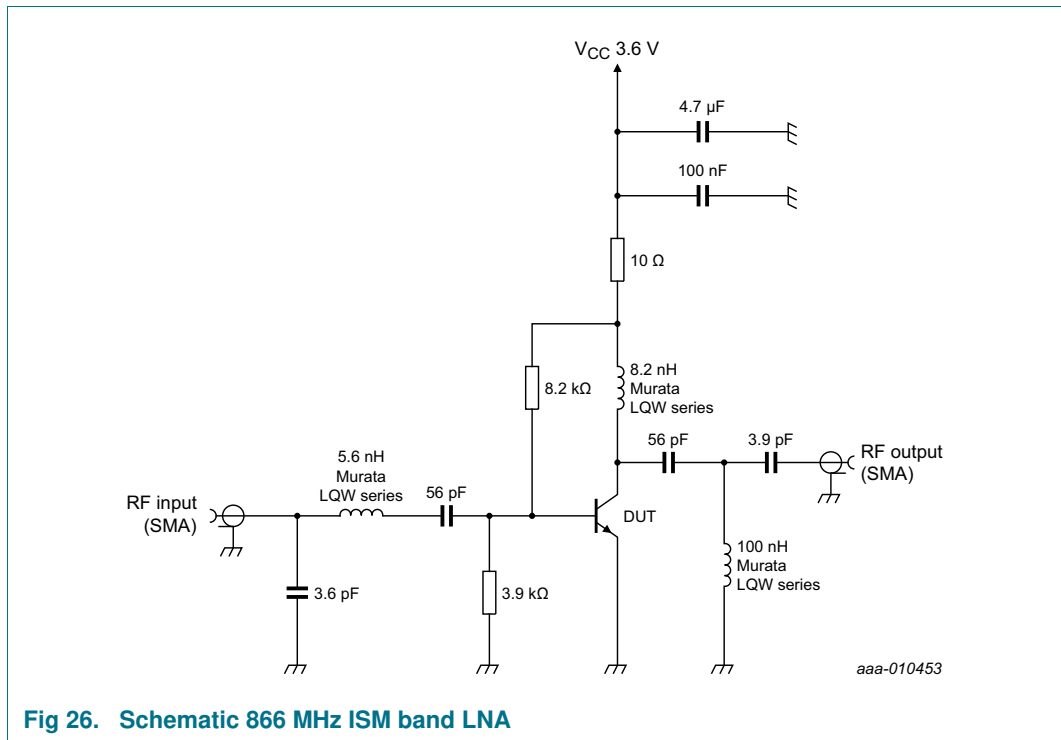 V_CC 3.6 V
4.7 µF
100 nF
10 Ω
8.2 kΩ
8.2 nH
Murata
LQW series
56 pF
3.9 pF
RF output
(SMA)
5.6 nH
Murata
LQW series
56 pF
RF input
(SMA)
DUT
100 nH
Murata
LQW series
3.6 pF
3.9 kΩ
aaa-010453
Fig 26. Schematic 866 MHz ISM band LNA